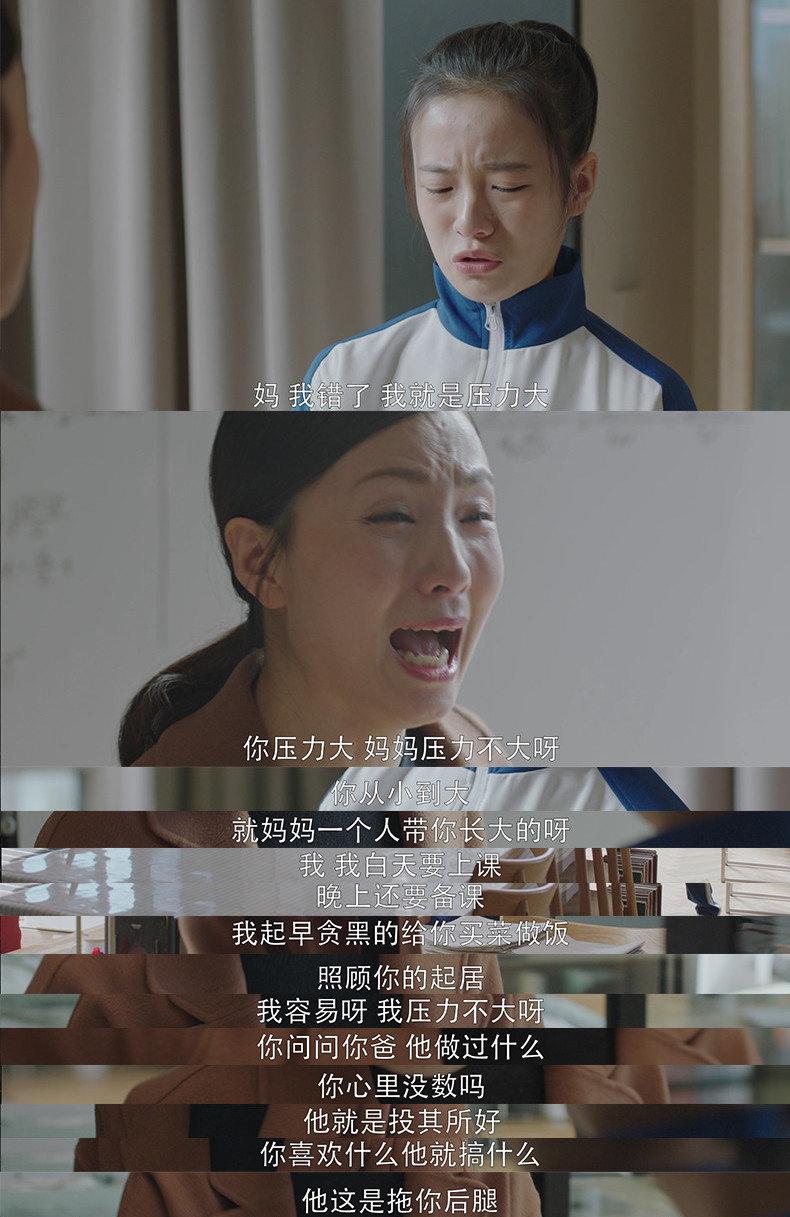 妈 我错了 我就是压力大
你压力大 妈妈压力不大呀
你从小到大
就妈妈一个人带你长大的呀
我 我白天要上课
晚上还要备课
我起早贪黑的给你买菜做饭
照顾你的起居
我容易呀 我压力不大呀
你问问你爸 他做过什么
你心里没数吗
他就是投其所好
你喜欢什么他就搞什么
他这是拖你后腿